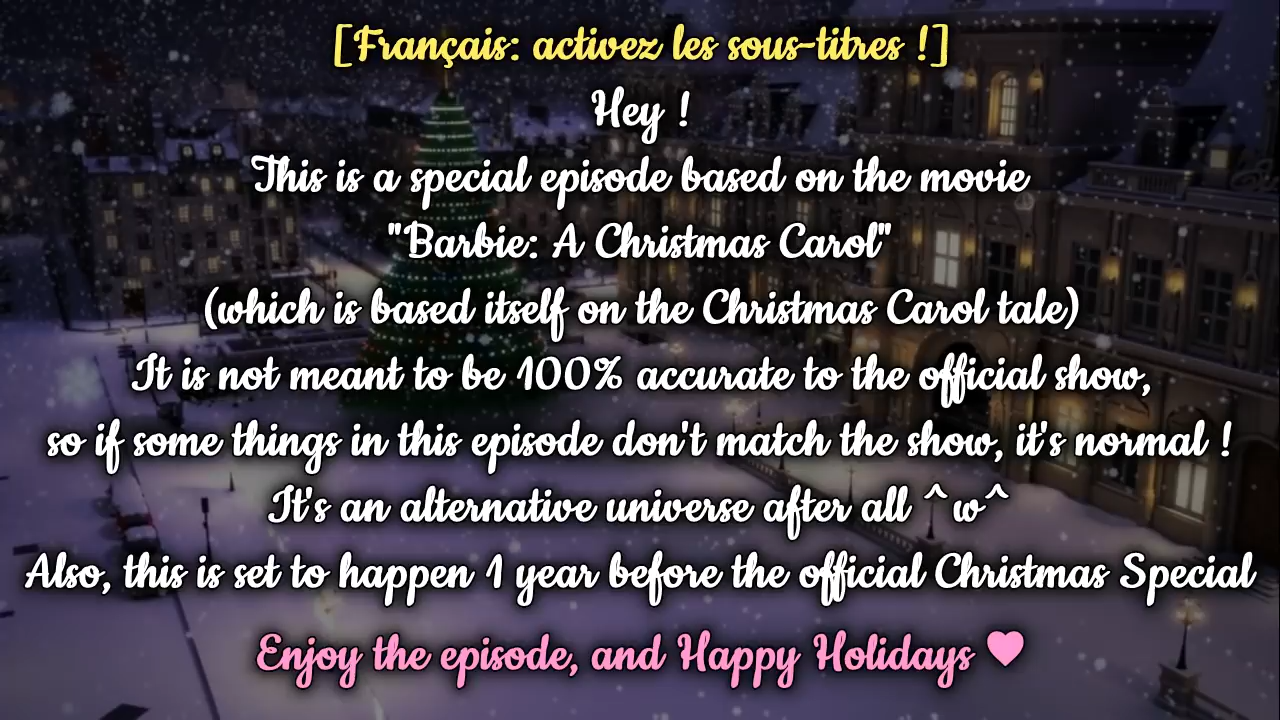 [Français: activez les sous-titres !]
Hey !
This is a special episode based on the movie
"Barbie: A Christmas Carol"
(which is based itself on the Christmas Carol tale)
It is not meant to be 100% accurate to the official show,
so if some things in this episode don't match the show, it's normal !
It's an alternative universe after all ^w^
Also, this is set to happen 1 year before the official Christmas Special
Enjoy the episode, and Happy Holidays ♥